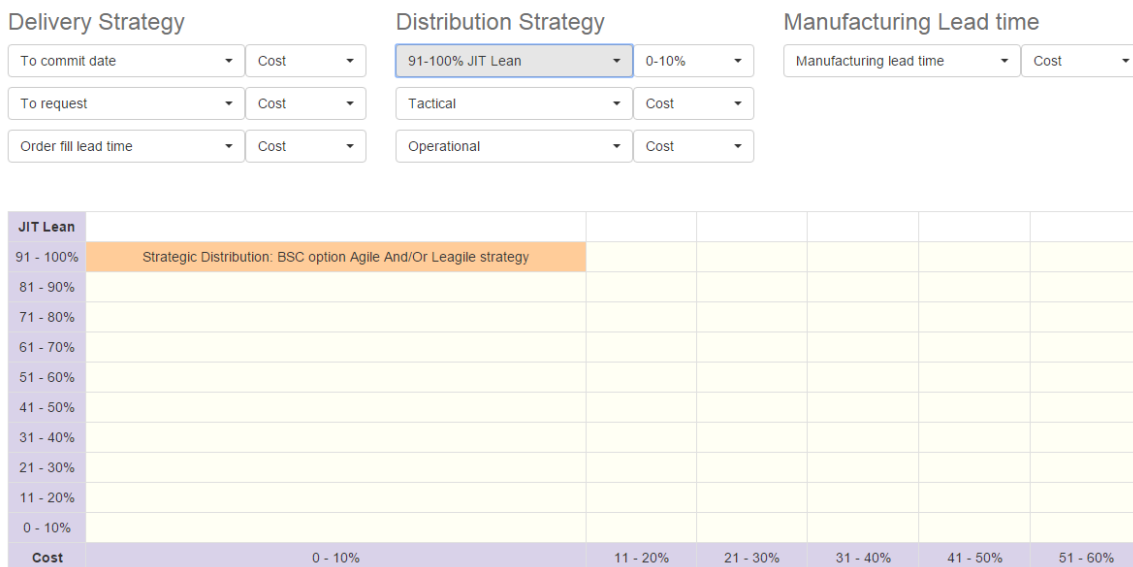 Delivery Strategy Distribution Strategy Manufacturing Lead time
To commit date Cost 91-100% JIT Lean 0-10% Manufacturing lead time Cost
To request Cost Tactical Cost
Order fill lead time Cost Operational Cost
JIT Lean
91 - 100% Strategic Distribution: BSC option Agile And/Or Leagile strategy
81 - 90%
71 - 80%
61 - 70%
51 - 60%
41 - 50%
31 - 40%
21 - 30%
11 - 20%
0 - 10%
Cost 0 - 10% 11 - 20% 21 - 30% 31 - 40% 41 - 50% 51 - 60%